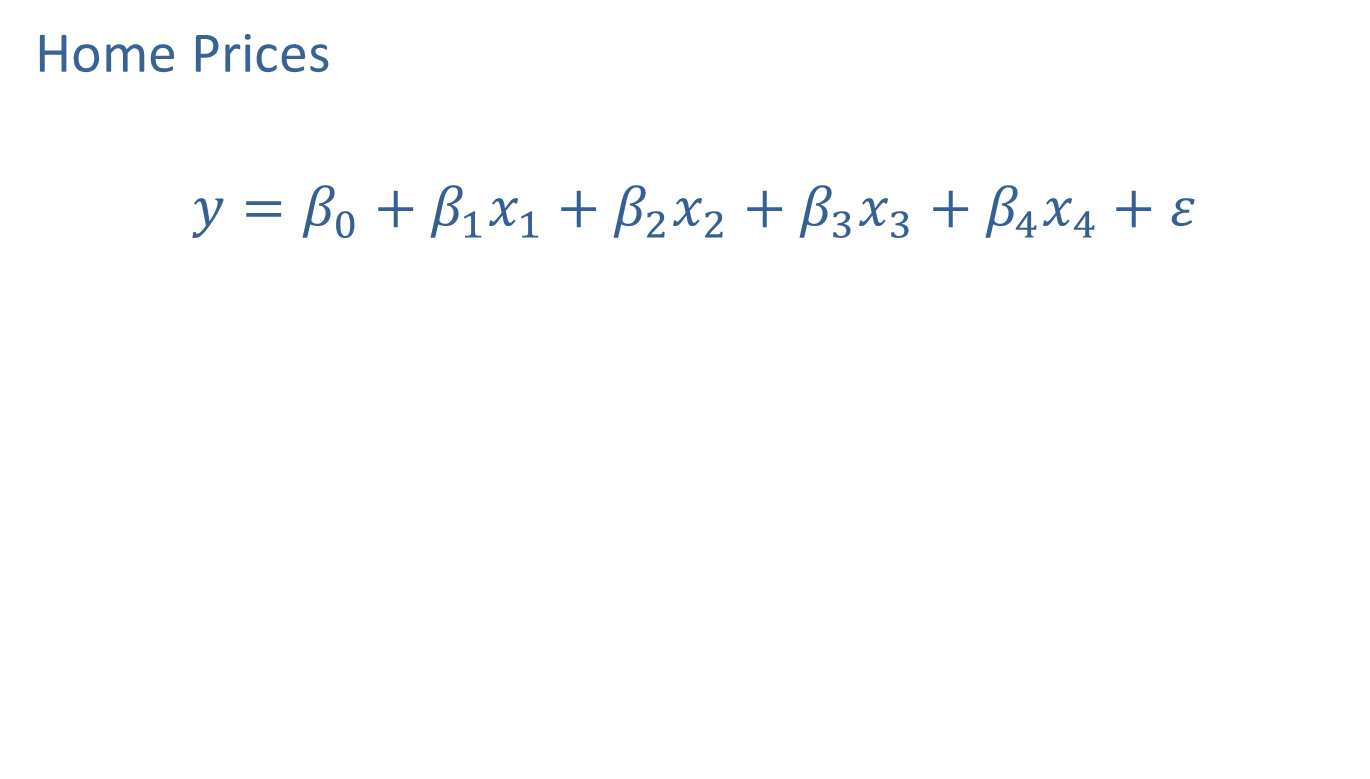 Home Prices
𝑦 = 𝛽₀ + 𝛽₁𝑥₁ + 𝛽₂𝑥₂ + 𝛽₃𝑥₃ + 𝛽₄𝑥₄ + 𝜀